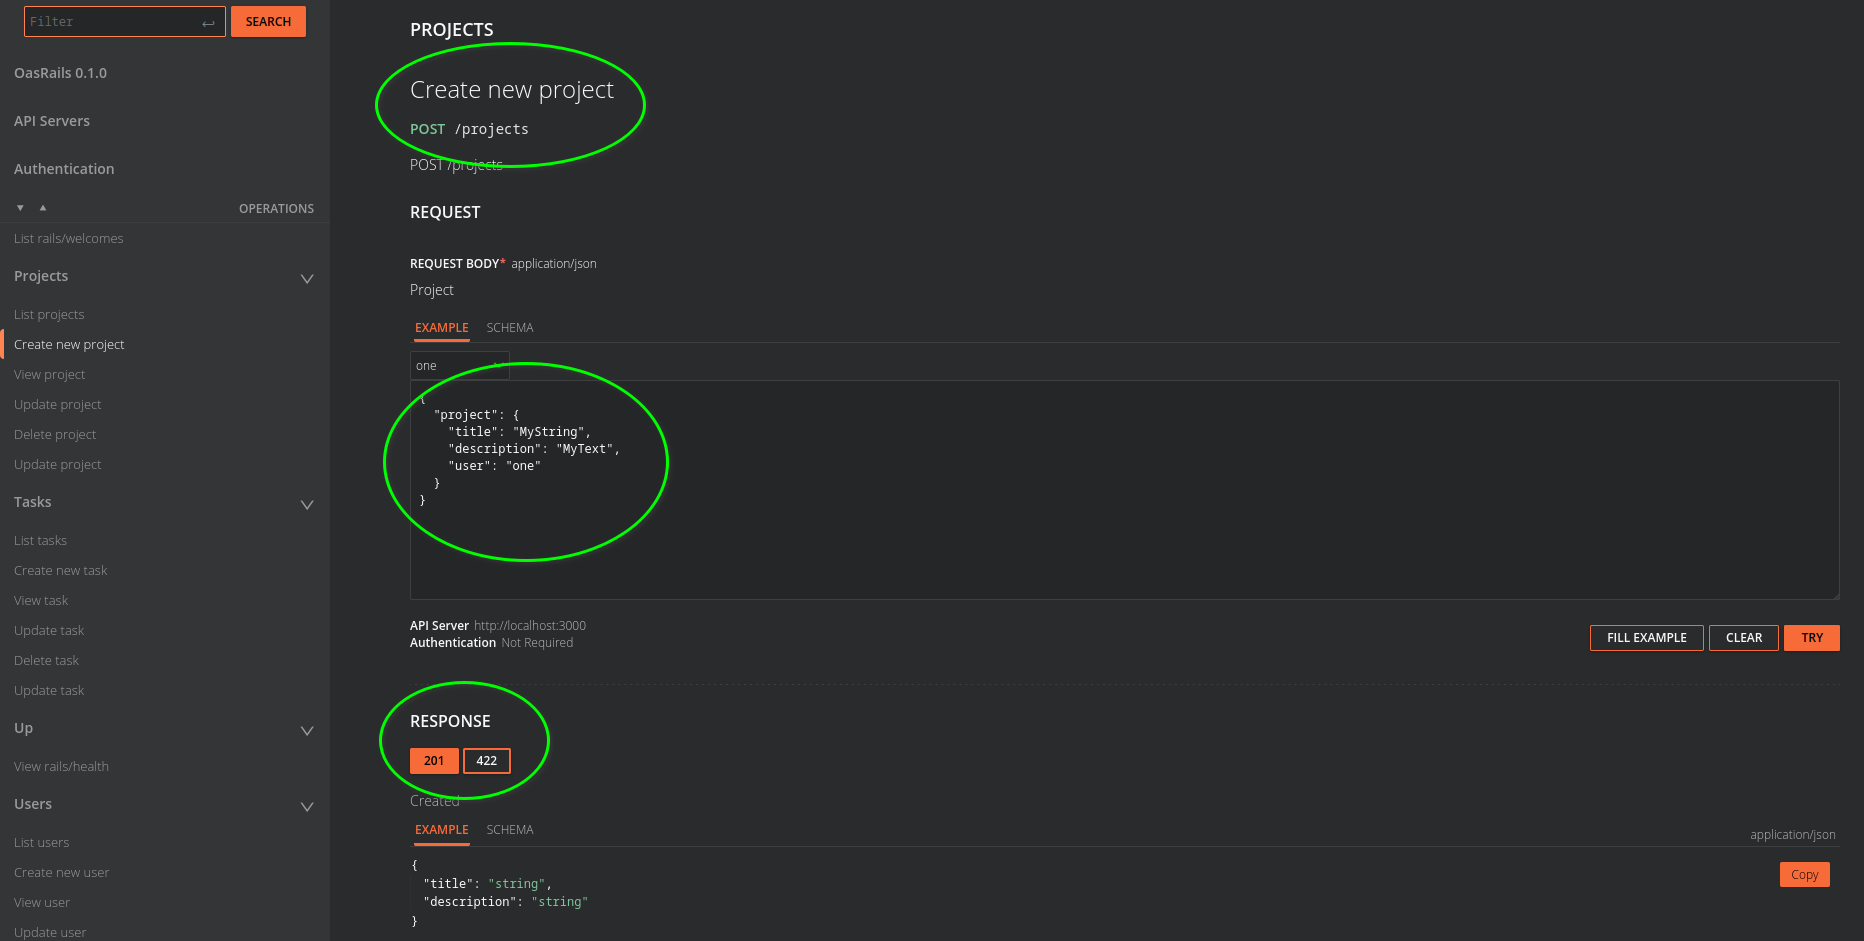 Filter
SEARCH
OasRails 0.1.0
API Servers
Authentication
OPERATIONS
List rails/welcomes
Projects
List projects
Create new project
View project
Update project
Delete project
Update project
Tasks
List tasks
Create new task
View task
Update task
Delete task
Update task
Up
View rails/health
Users
List users
Create new user
View user
Update user
PROJECTS
Create new project
POST /projects
POST /projects
REQUEST
REQUEST BODY* application/json
Project
EXAMPLE SCHEMA
one
{
"project": {
"title": "MyString",
"description": "MyText",
"user": "one"
}
}
API Server http://localhost:3000
Authentication Not Required
FILL EXAMPLE CLEAR TRY
RESPONSE
201 422
Created
EXAMPLE SCHEMA
application/json
{
"title": "string",
"description": "string"
}
Copy